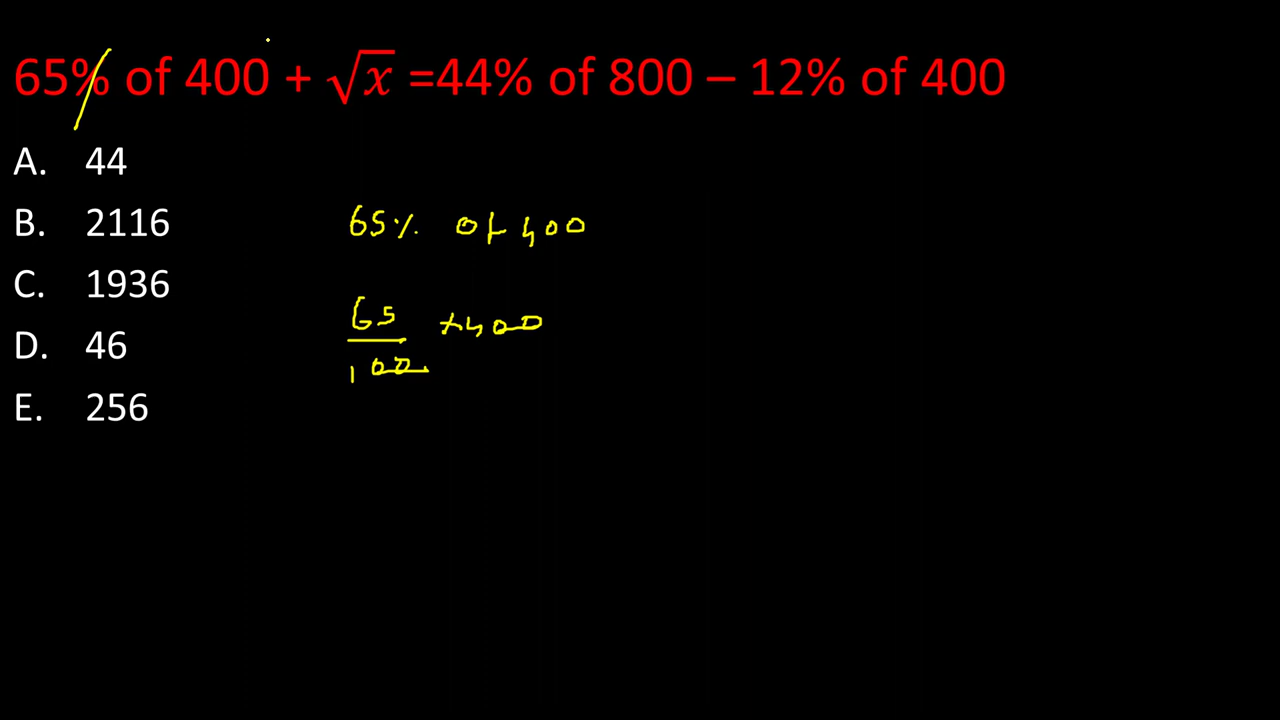 65% of 400 + √x =44% of 800 – 12% of 400
A. 44
B. 2116
C. 1936
D. 46
E. 256
65% of 400
65
×400
100